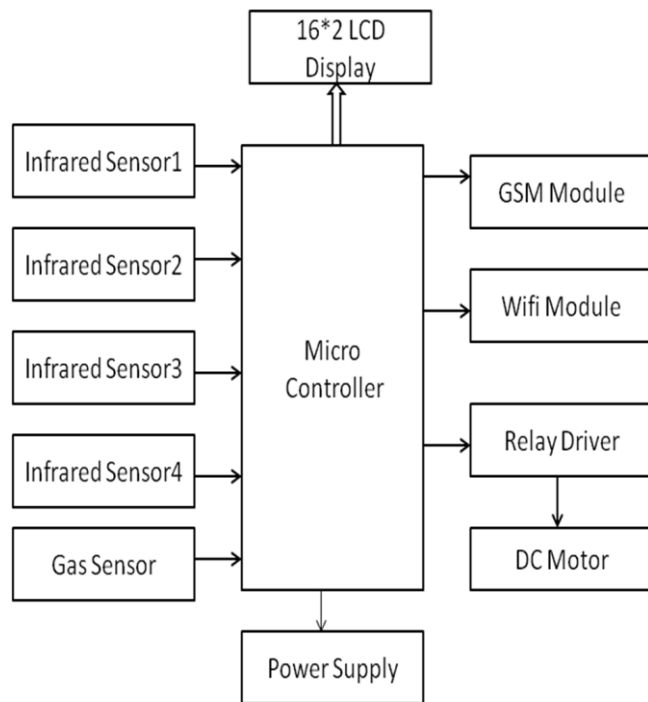 16*2 LCD
Display
Infrared Sensor1
Infrared Sensor2
Infrared Sensor3
Infrared Sensor4
Gas Sensor
Micro
Controller
GSM Module
Wifi Module
Relay Driver
DC Motor
Power Supply